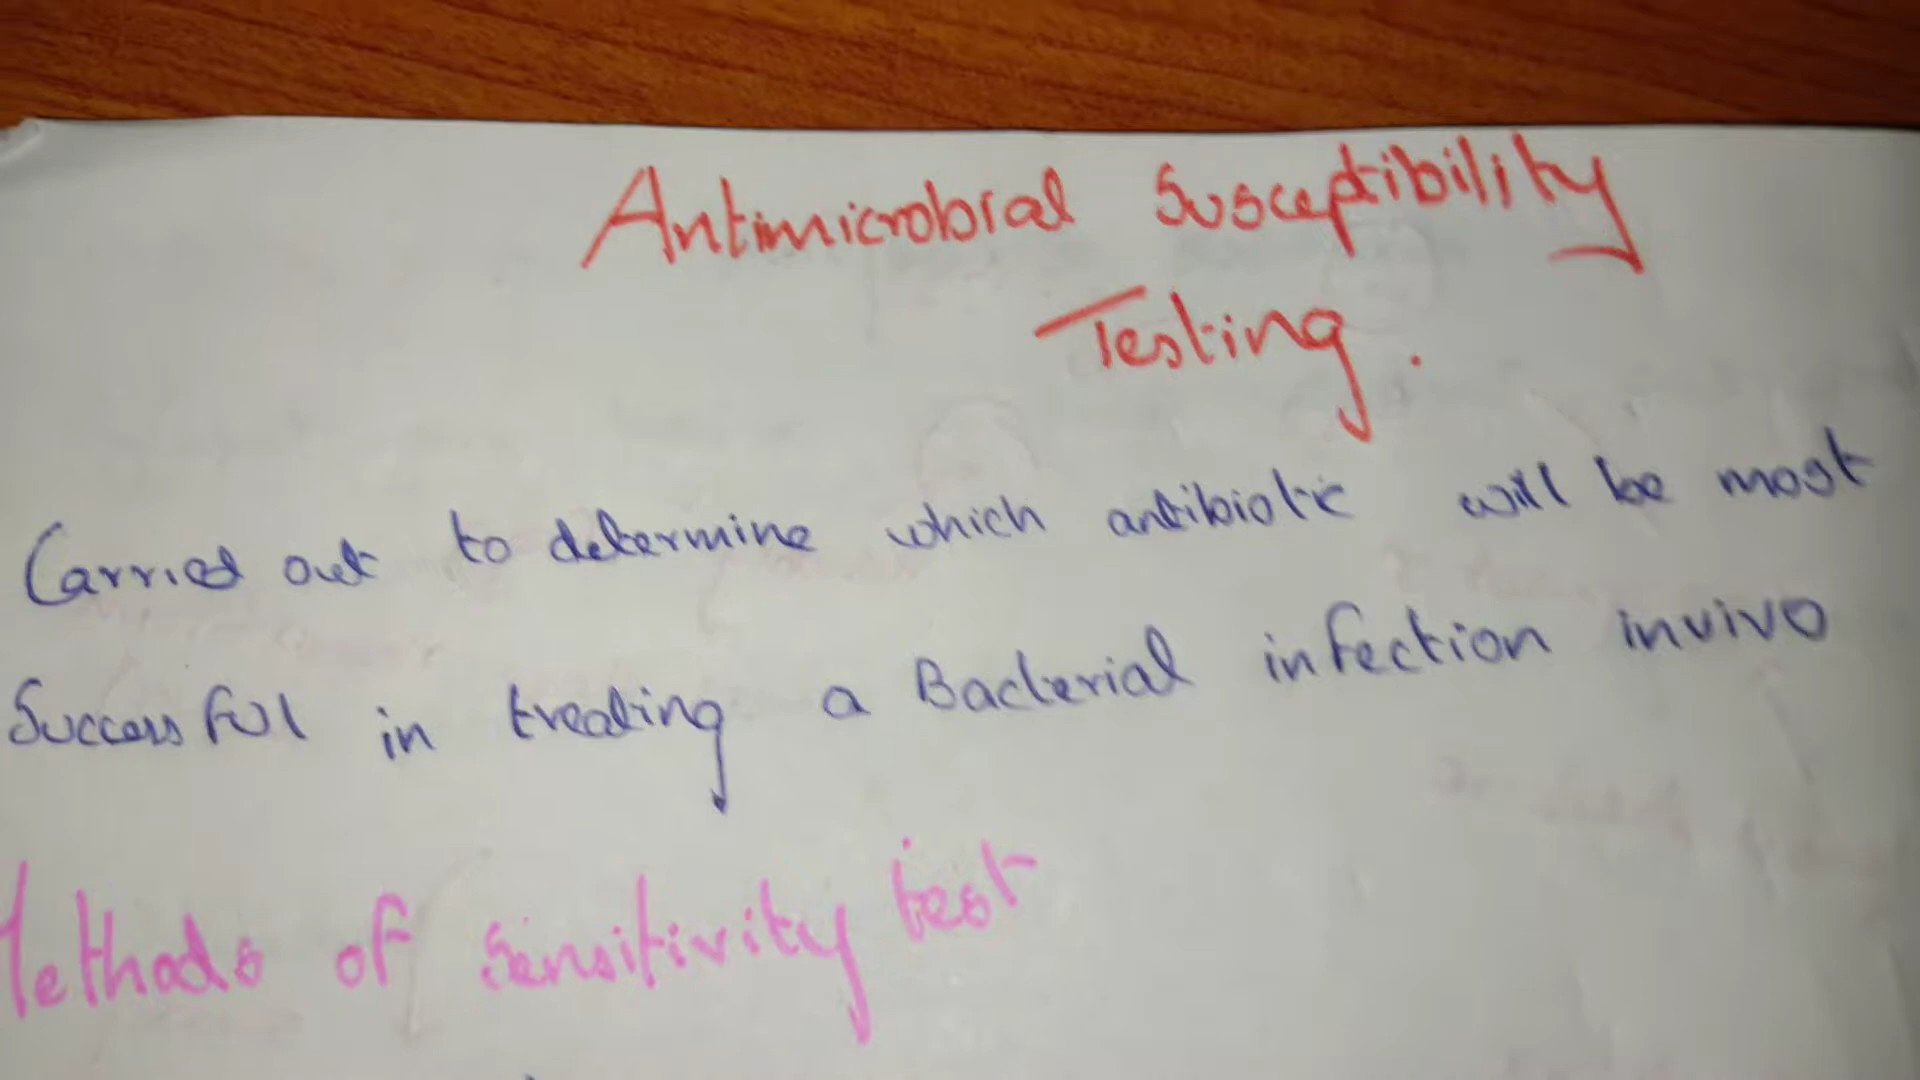 Antimicrobial Susceptibility
Testing.
Carried out to determine which antibiotic will be most
Successful in treating a Bacterial infection invivo
Methods of Sensitivity test